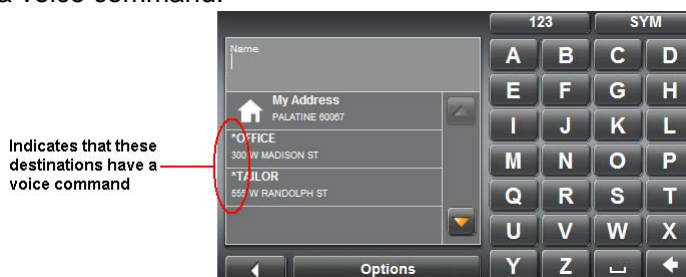 a voice command.
123 SYM
Name
A B C D
My Address
PALATINE 60067
E F G H
*OFFICE
300 W MADISON ST
I J K L
Indicates that these
destinations have a
voice command
*TAILOR
555 W RANDOLPH ST
M N O P
Q R S T
U V W X
Options
Y Z